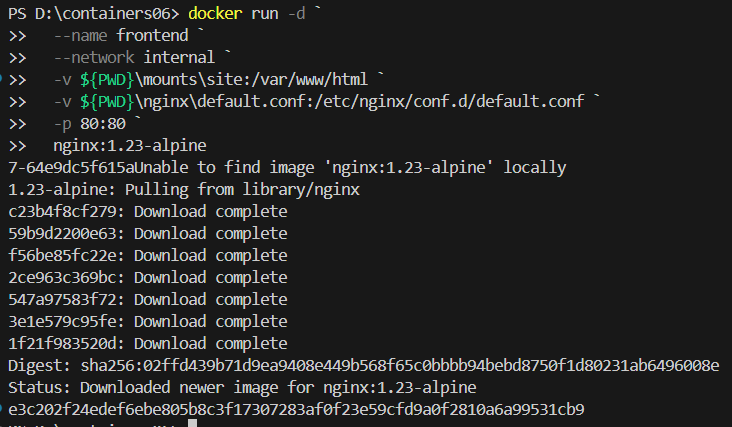 PS D:\containers06> docker run -d `
>>   --name frontend `
>>   --network internal `
>>   -v ${PWD}\mounts\site:/var/www/html `
>>   -v ${PWD}\nginx\default.conf:/etc/nginx/conf.d/default.conf `
>>   -p 80:80 `
>>   nginx:1.23-alpine
7-64e9dc5f615aUnable to find image 'nginx:1.23-alpine' locally
1.23-alpine: Pulling from library/nginx
c23b4f8cf279: Download complete
59b9d2200e63: Download complete
f56be85fc22e: Download complete
2ce963c369bc: Download complete
547a97583f72: Download complete
3e1e579c95fe: Download complete
1f21f983520d: Download complete
Digest: sha256:02ffd439b71d9ea9408e449b568f65c0bbbb94bebd8750f1d80231ab6496008e
Status: Downloaded newer image for nginx:1.23-alpine
e3c202f24edef6ebe805b8c3f17307283af0f23e59cfd9a0f2810a6a99531cb9